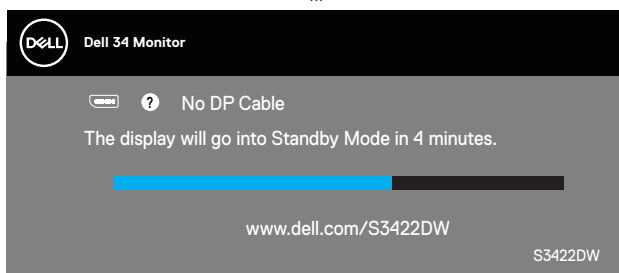 ...
DELL
Dell 34 Monitor
? No DP Cable
The display will go into Standby Mode in 4 minutes.
www.dell.com/S3422DW
S3422DW